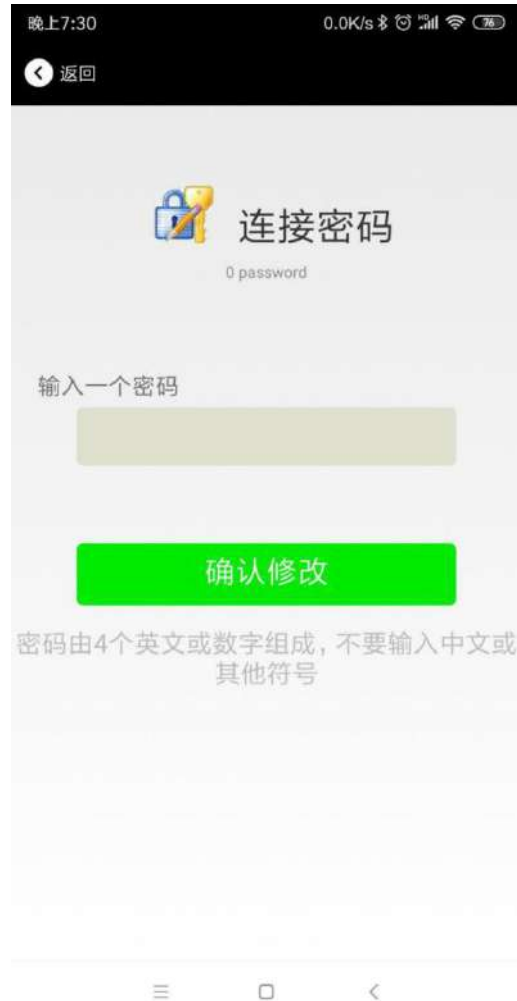 晚上7:30 0.0K/s HD 76
返回
连接密码
0 password
输入一个密码
确认修改
密码由4个英文或数字组成，不要输入中文或
其他符号